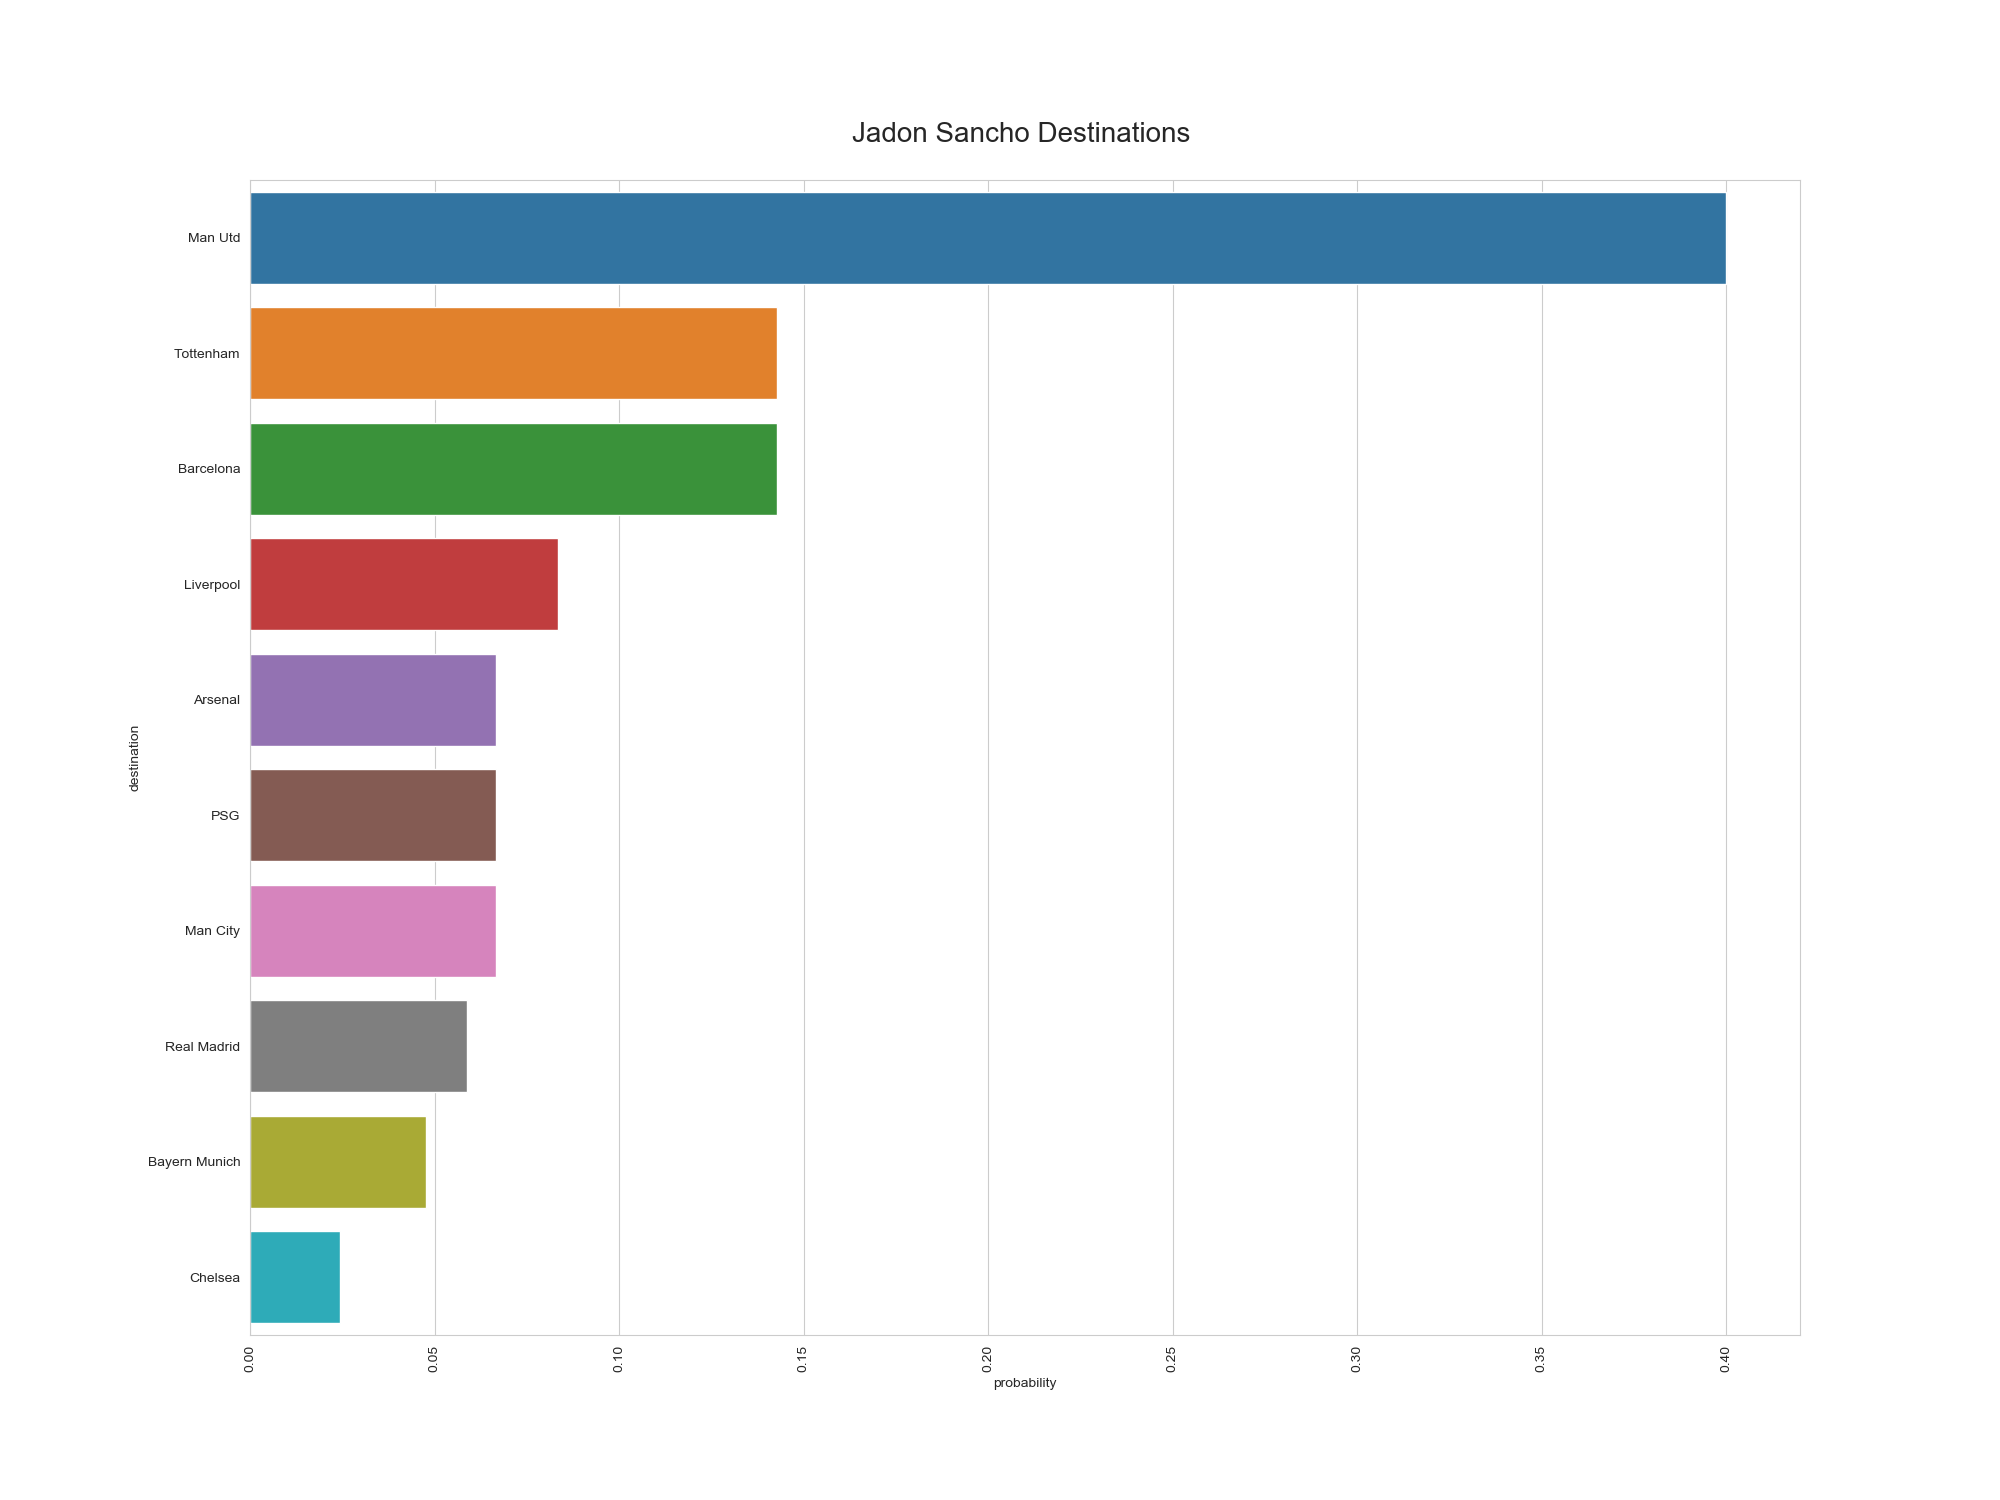 Jadon Sancho Destinations
destination
Man Utd
Tottenham
Barcelona
Liverpool
Arsenal
PSG
Man City
Real Madrid
Bayern Munich
Chelsea
0.00
0.05
0.10
0.15
0.20
0.25
0.30
0.35
0.40
probability